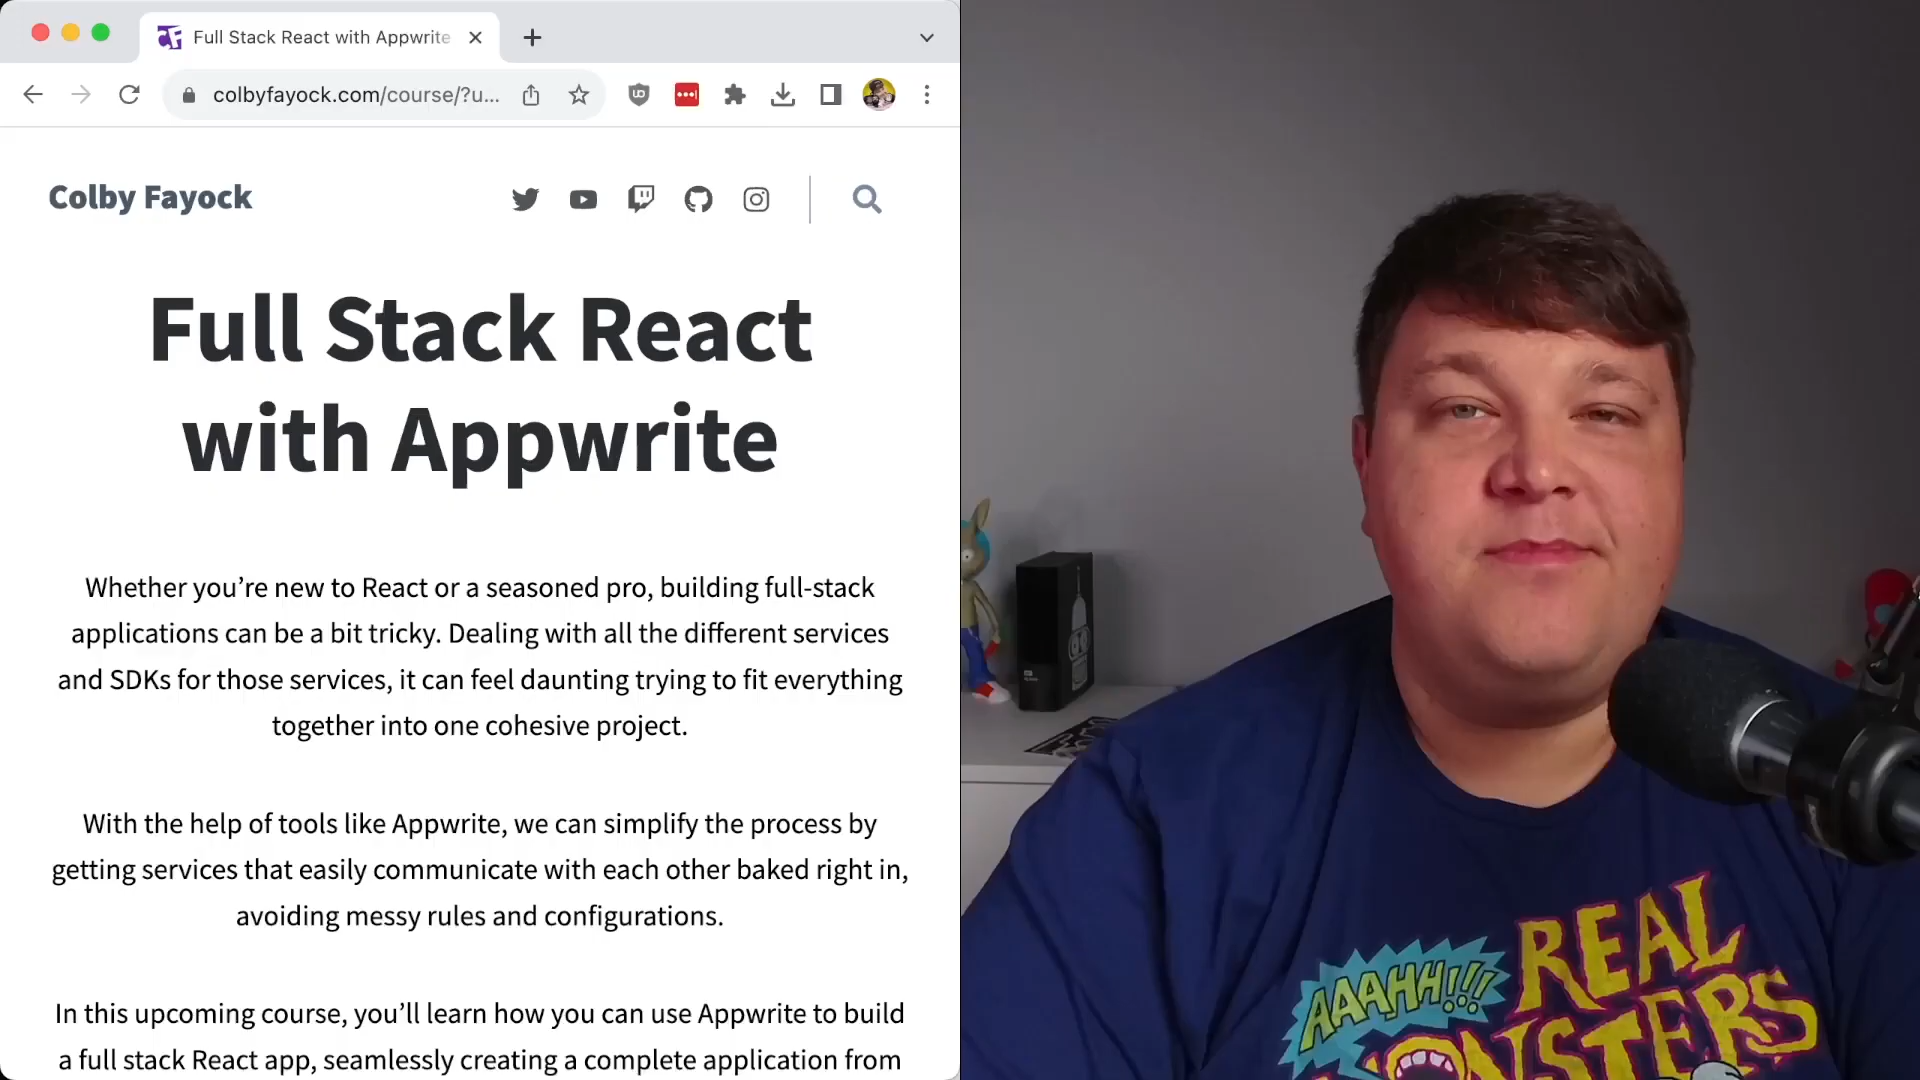 Full Stack React with Appwrite
colbyfayock.com/course/?u...
Colby Fayock
Full Stack React
with Appwrite
Whether you’re new to React or a seasoned pro, building full-stack
applications can be a bit tricky. Dealing with all the different services
and SDKs for those services, it can feel daunting trying to fit everything
together into one cohesive project.
With the help of tools like Appwrite, we can simplify the process by
getting services that easily communicate with each other baked right in,
avoiding messy rules and configurations.
In this upcoming course, you’ll learn how you can use Appwrite to build
a full stack React app, seamlessly creating a complete application from
AAAHH!!!
REAL
MONSTERS